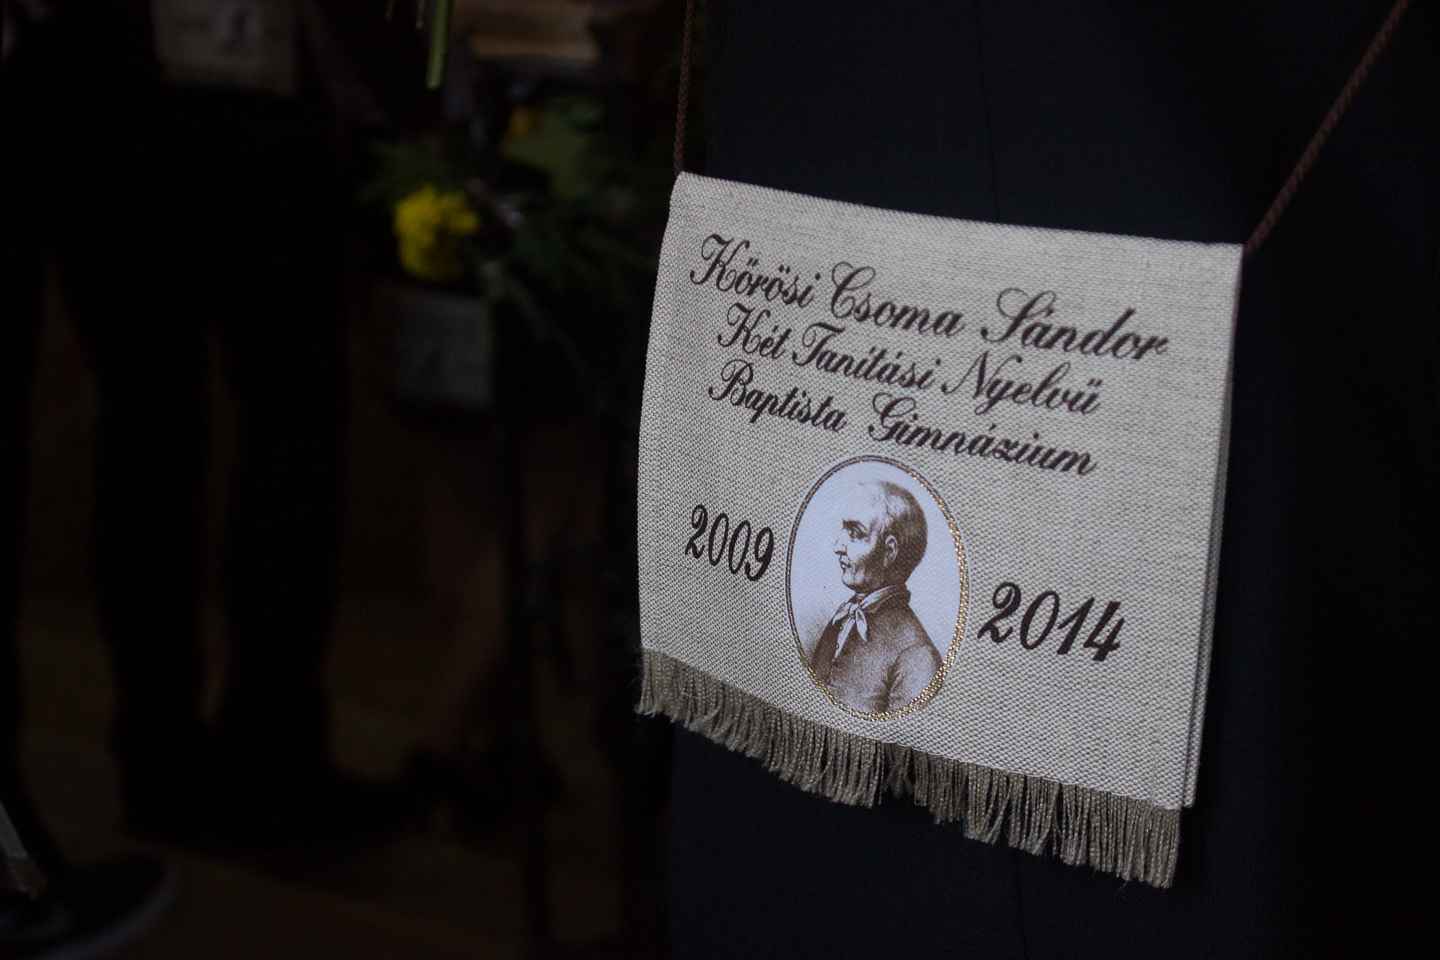 Kőrösi Csoma Sándor
Két Tanítási Nyelvű
Baptista Gimnázium
2009
2014